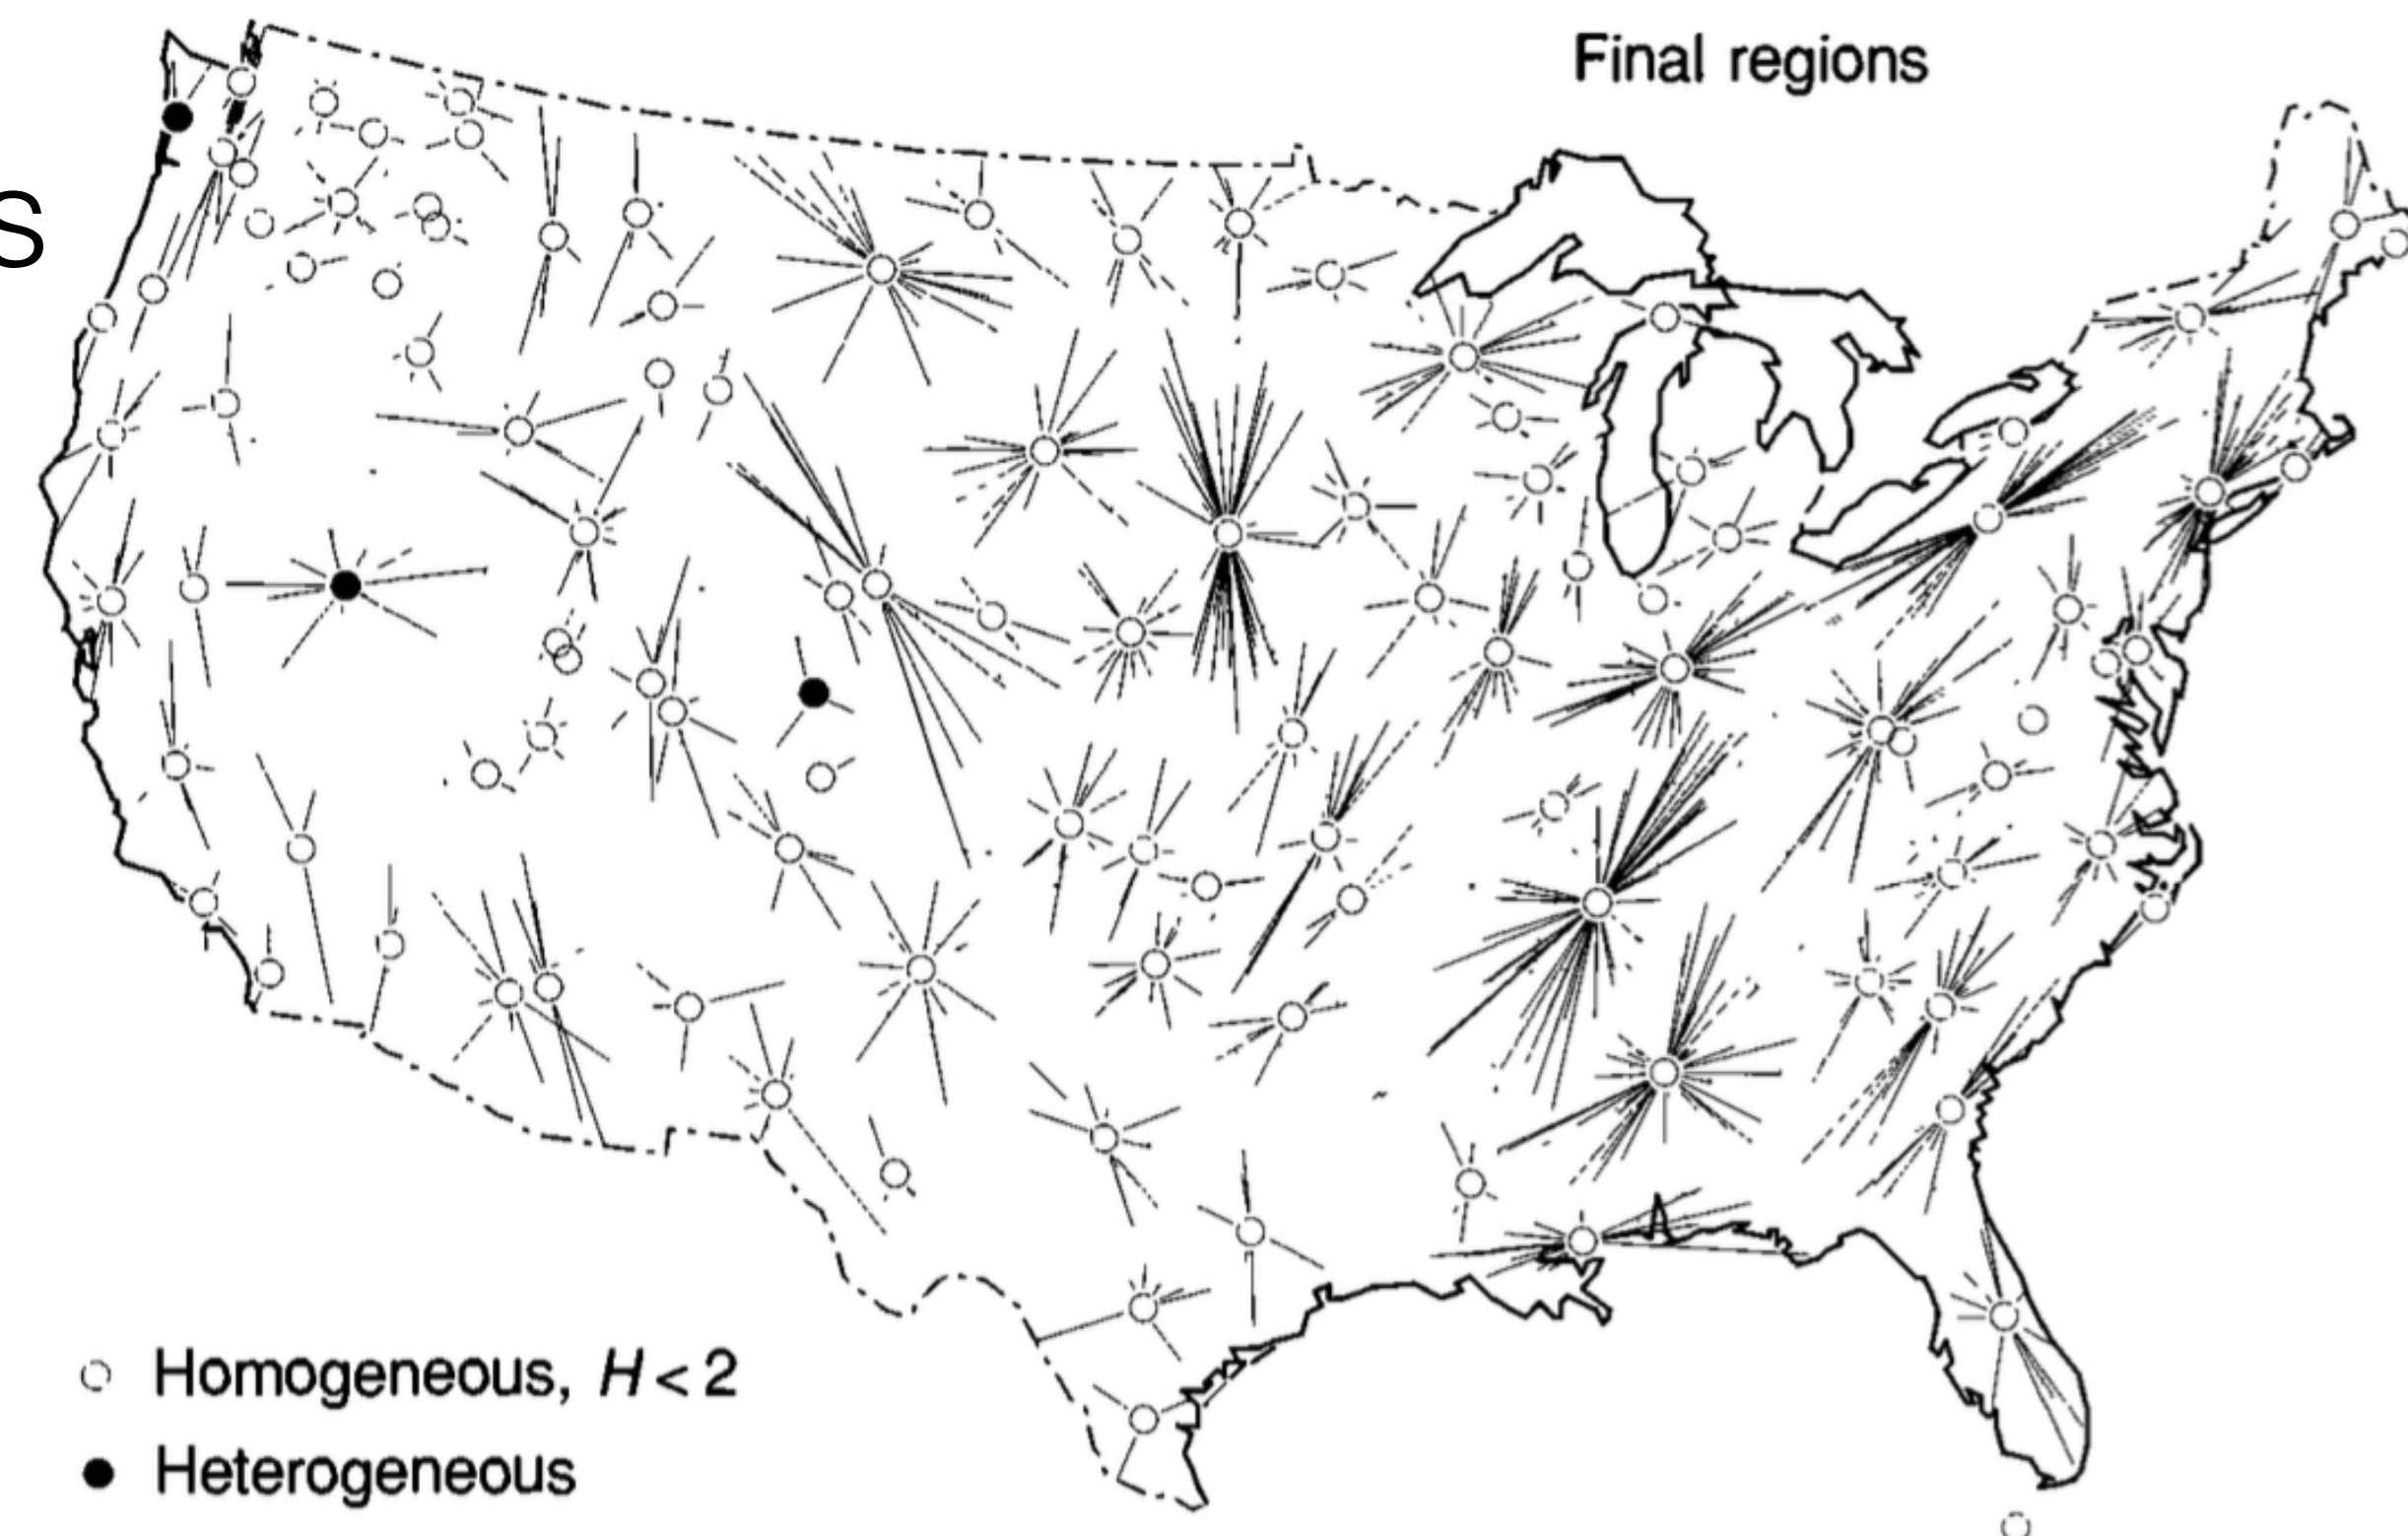 Final regions
s
Homogeneous, H < 2
Heterogeneous